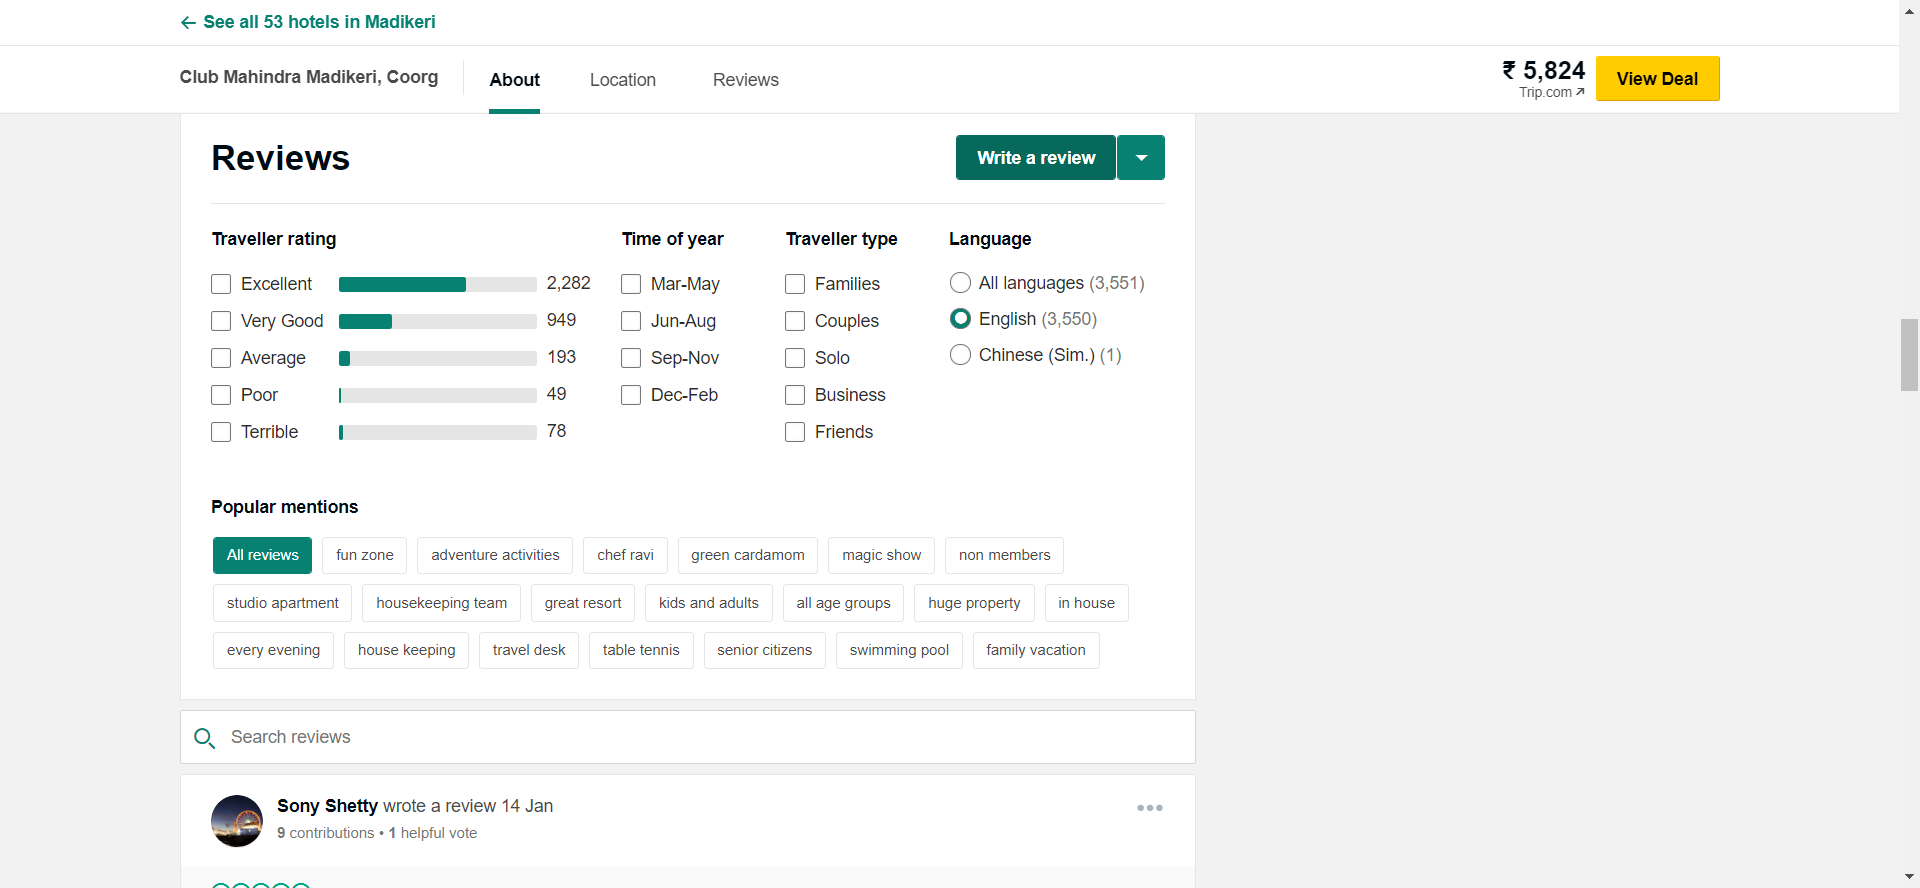 See all 53 hotels in Madikeri
Club Mahindra Madikeri, Coorg
About
Location
Reviews
₹ 5,824
Trip.com
View Deal
Reviews
Write a review
Traveller rating
Excellent 2,282
Very Good 949
Average 193
Poor 49
Terrible 78
Time of year
Mar-May
Jun-Aug
Sep-Nov
Dec-Feb
Traveller type
Families
Couples
Solo
Business
Friends
Language
All languages (3,551)
English (3,550)
Chinese (Sim.) (1)
Popular mentions
All reviews fun zone adventure activities chef ravi green cardamom magic show non members
studio apartment housekeeping team great resort kids and adults all age groups huge property in house
every evening house keeping travel desk table tennis senior citizens swimming pool family vacation
Search reviews
Sony Shetty wrote a review 14 Jan
9 contributions • 1 helpful vote